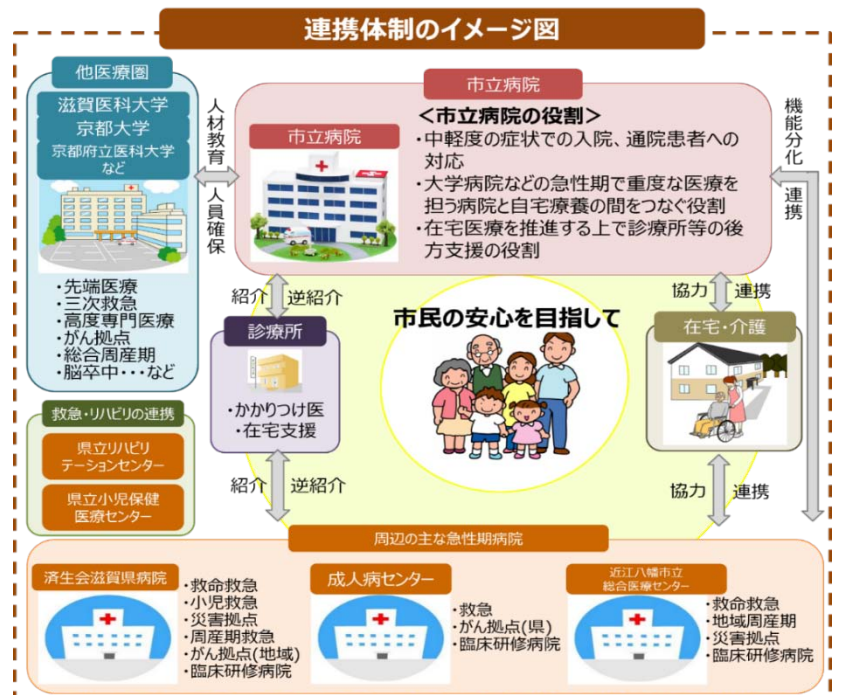 連携体制のイメージ図
他医療圏
滋賀医科大学
京都大学
京都府立医科大学
など
・先端医療
・三次救急
・高度専門医療
・がん拠点
・総合周産期
・脳卒中・・・など
人材教育
人員確保
市立病院
市立病院
<市立病院の役割>
・中軽度の症状での入院、通院患者への
対応
・大学病院などの急性期で重度な医療を
担う病院と自宅療養の間をつなぐ役割
・在宅医療を推進する上で診療所等の後
方支援の役割
機能分化
連携
紹介
逆紹介
協力
連携
診療所
・かかりつけ医
・在宅支援
市民の安心を目指して
在宅・介護
救急・リハビリの連携
県立リハビリ
テーションセンター
県立小児保健
医療センター
紹介
逆紹介
協力
連携
周辺の主な急性期病院
済生会滋賀県病院
・救命救急
・小児救急
・災害拠点
・周産期救急
・がん拠点(地域)
・臨床研修病院
成人病センター
・救急
・がん拠点(県)
・臨床研修病院
近江八幡市立
総合医療センター
・救命救急
・地域周産期
・災害拠点
・臨床研修病院